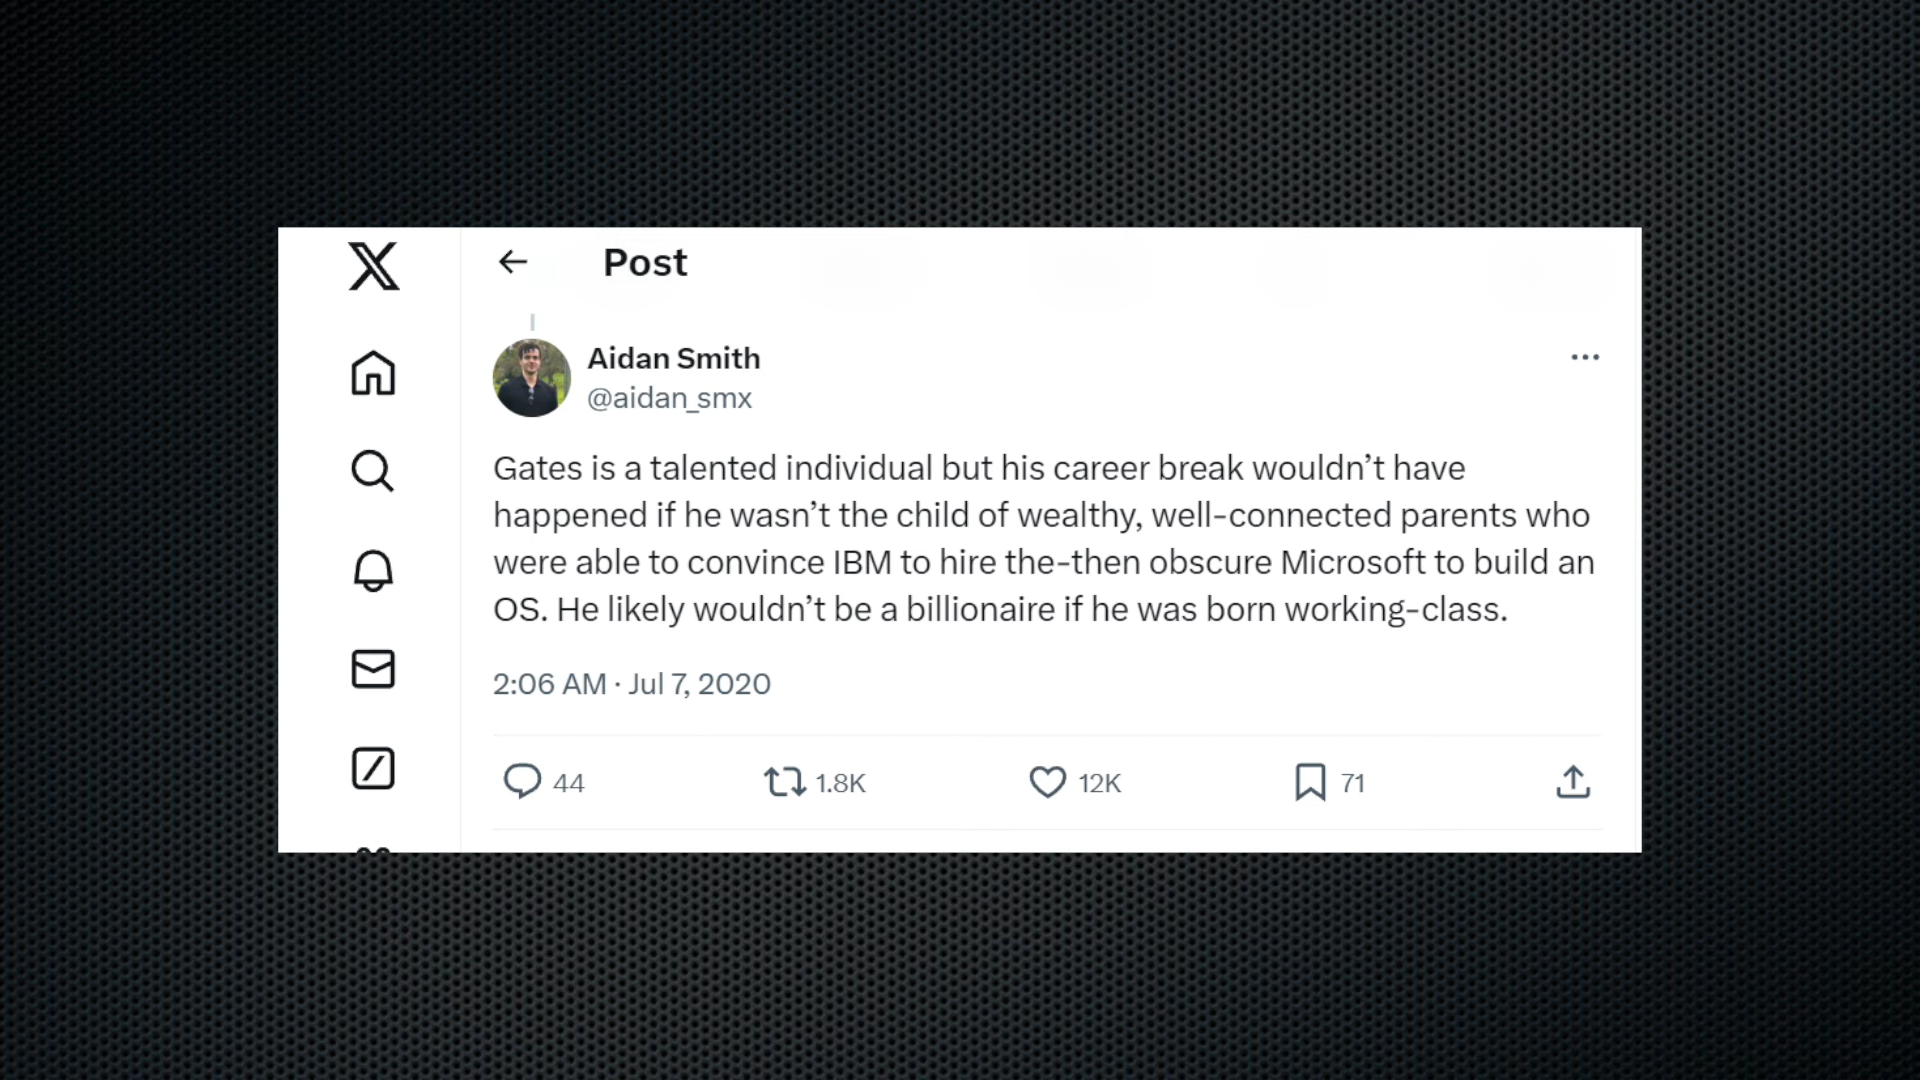 Post
Aidan Smith
@aidan_smx
Gates is a talented individual but his career break wouldn’t have
happened if he wasn’t the child of wealthy, well-connected parents who
were able to convince IBM to hire the-then obscure Microsoft to build an
OS. He likely wouldn’t be a billionaire if he was born working-class.
2:06 AM · Jul 7, 2020
44 1.8K 12K 71